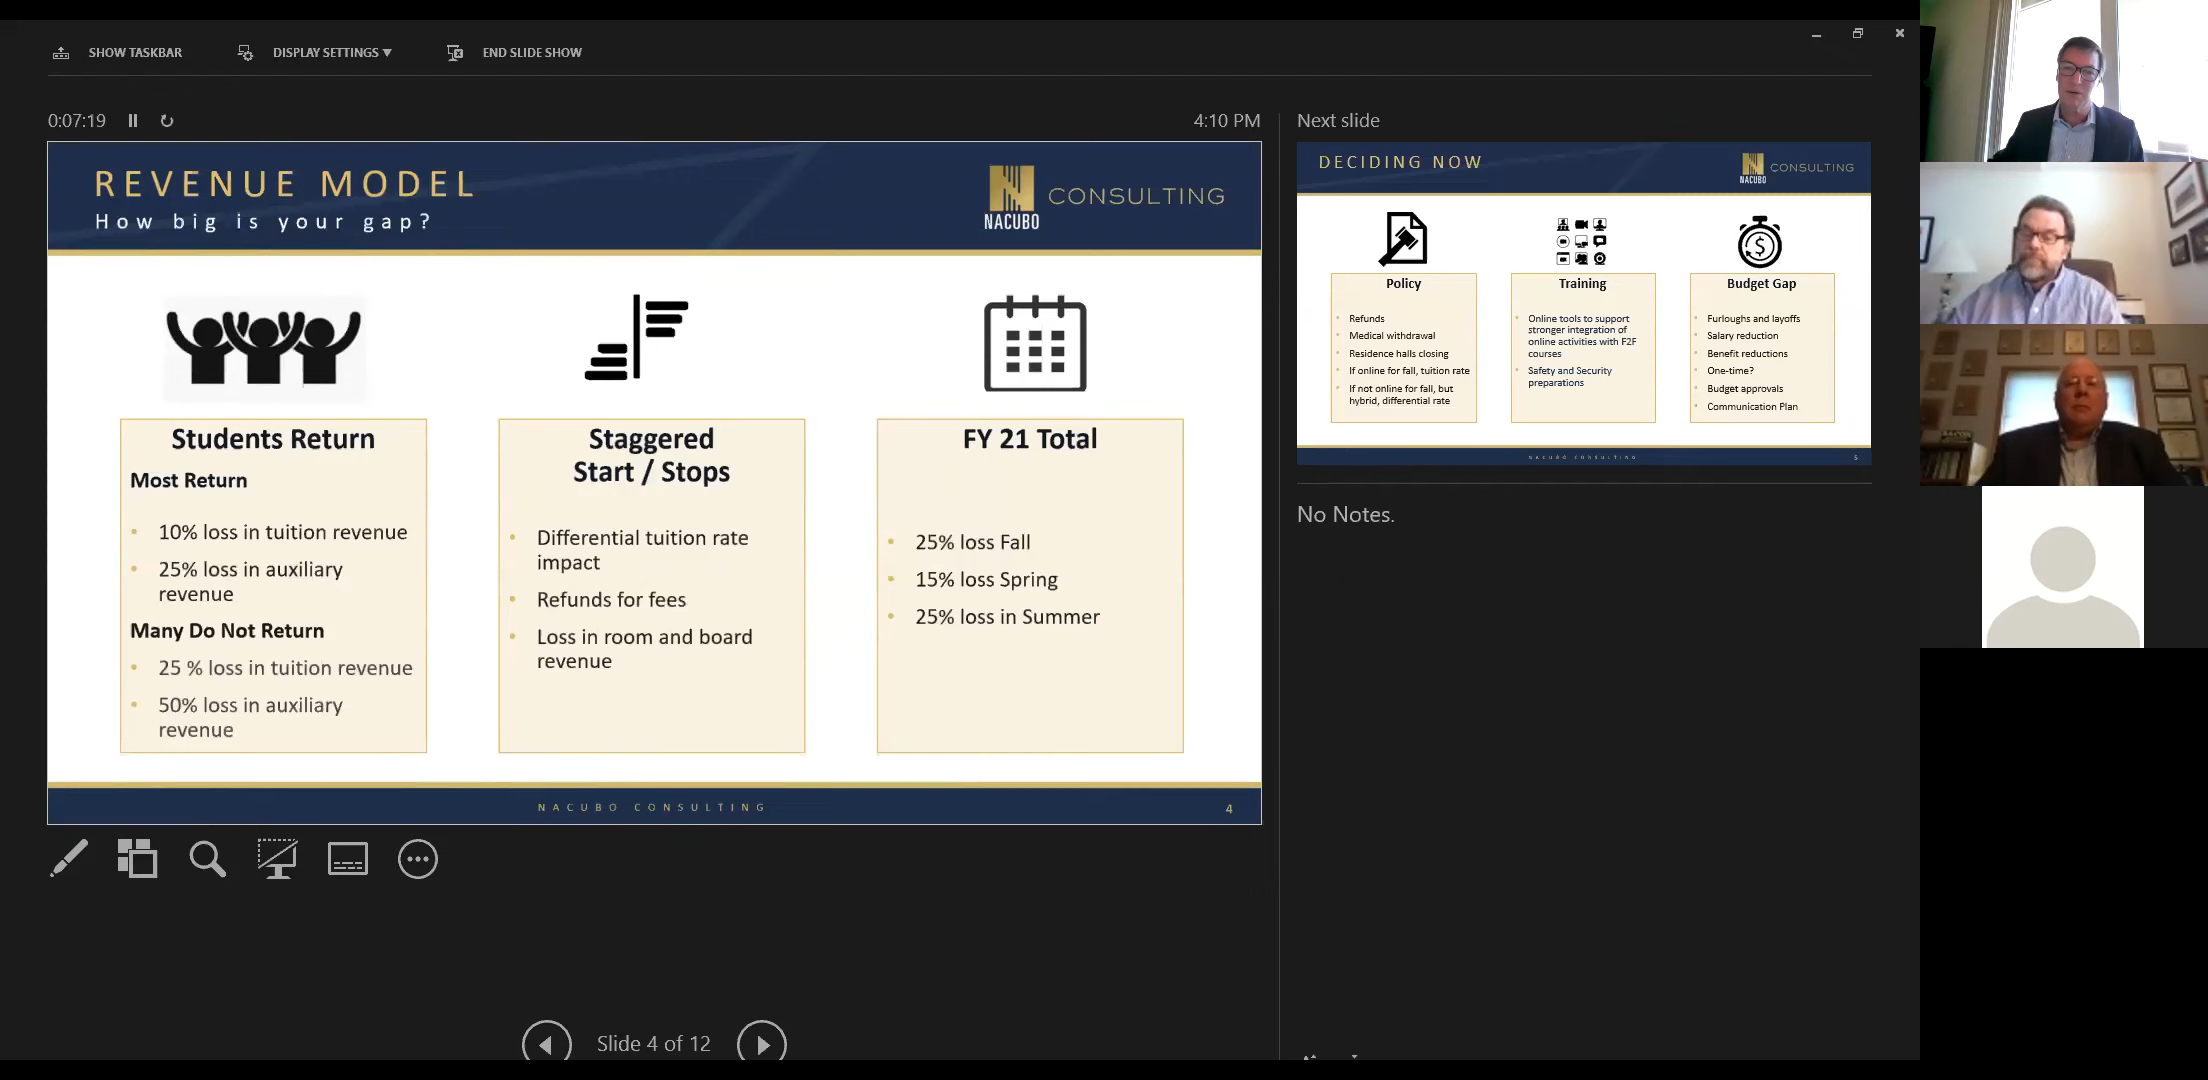 SHOW TASKBAR
DISPLAY SETTINGS ▼
END SLIDE SHOW
0:07:19
4:10 PM
REVENUE MODEL
How big is your gap?
NACUBO
CONSULTING
Students Return
Most Return
• 10% loss in tuition revenue
• 25% loss in auxiliary
revenue
Many Do Not Return
• 25 % loss in tuition revenue
• 50% loss in auxiliary
revenue
Staggered
Start / Stops
• Differential tuition rate
impact
• Refunds for fees
• Loss in room and board
revenue
FY 21 Total
• 25% loss Fall
• 15% loss Spring
• 25% loss in Summer
NACUBO CONSULTING
4
Slide 4 of 12
Next slide
DECIDING NOW
NACUBO
CONSULTING
Policy
• Refunds
• Medical withdrawal
• Residence halls closing
• If online for fall, tuition rate
• If not online for fall, but
hybrid, differential rate
Training
• Online tools to support
stronger integration of
online activities with F2F
courses
• Safety and Security
preparations
Budget Gap
• Furloughs and layoffs
• Salary reduction
• Benefit reductions
• One-time?
• Budget approvals
• Communication Plan
NACUBO CONSULTING
5
No Notes.